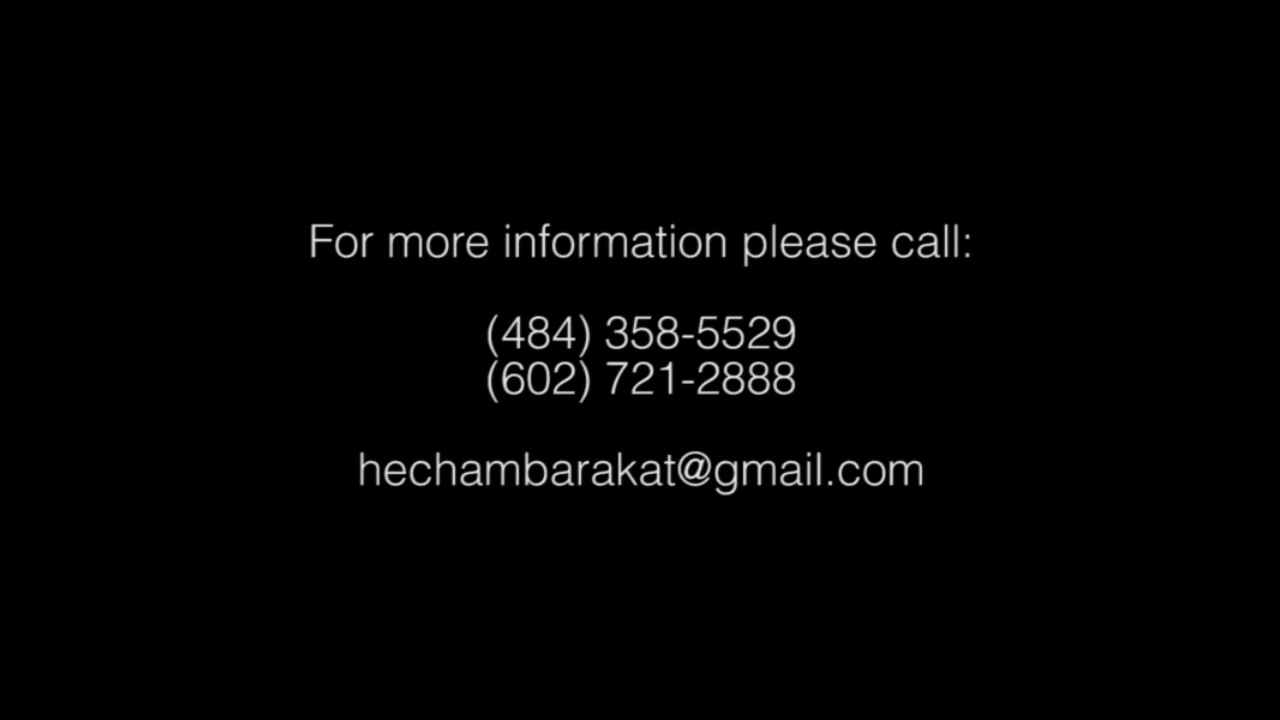 For more information please call:
(484) 358-5529
(602) 721-2888
hechambarakat@gmail.com